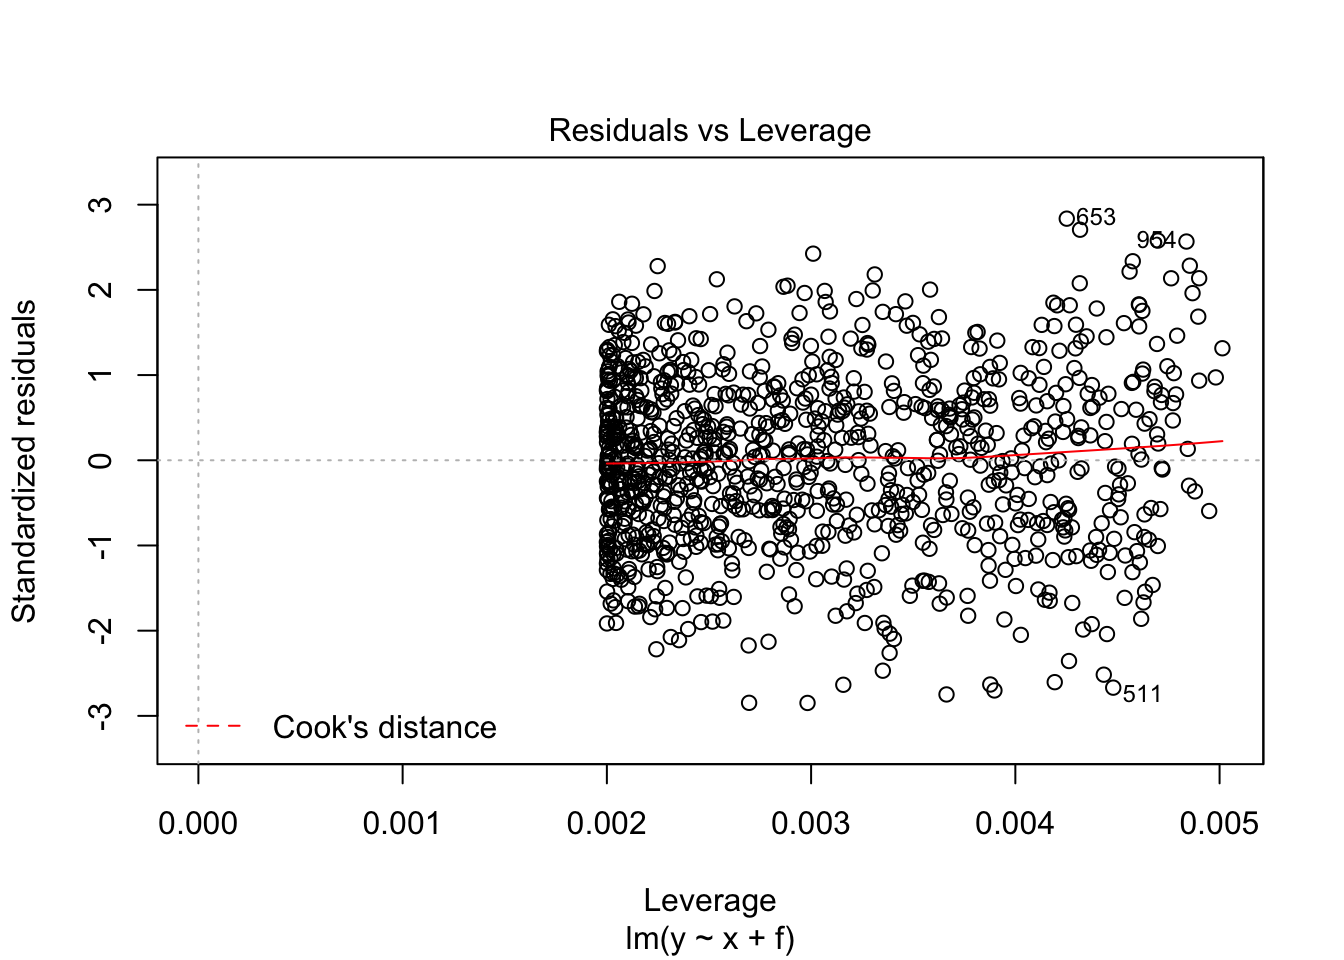 Residuals vs Leverage
Standardized residuals
3
2
1
0
-1
-2
-3
653
954
511
Cook's distance
0.000 0.001 0.002 0.003 0.004 0.005
Leverage
lm(y ~ x + f)